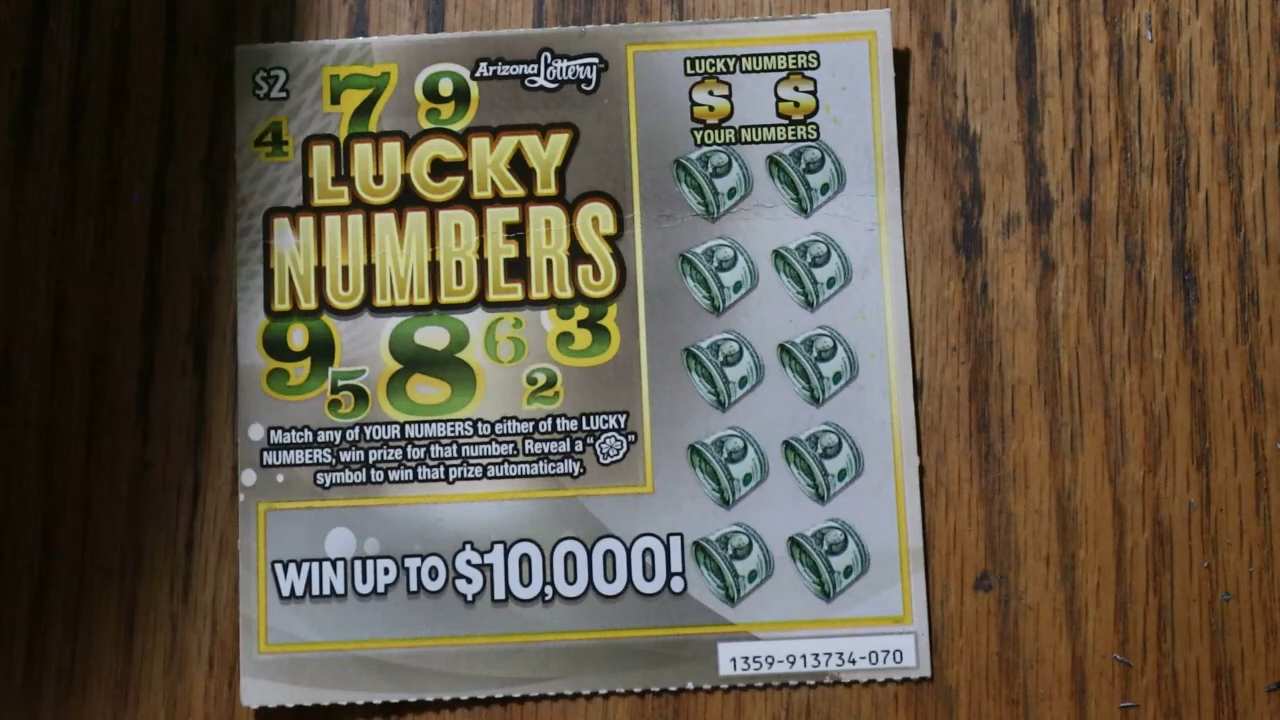 $2
Arizona Lottery™
7 9
4
LUCKY
NUMBERS
9 5 8 6 2 3
Match any of YOUR NUMBERS to either of the LUCKY
NUMBERS, win prize for that number. Reveal a " "
symbol to win that prize automatically.
WIN UP TO $10,000!
LUCKY NUMBERS
$ $
YOUR NUMBERS
1359-913734-070